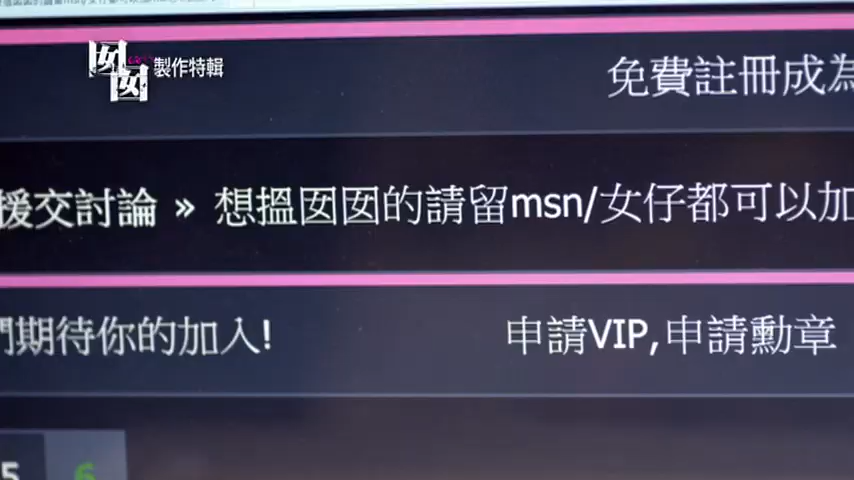 囡囡 製作特輯
免費註冊成為
援交討論 » 想搵囡囡的請留msn/女仔都可以加
們期待你的加入!
申請VIP,申請勳章
5 6